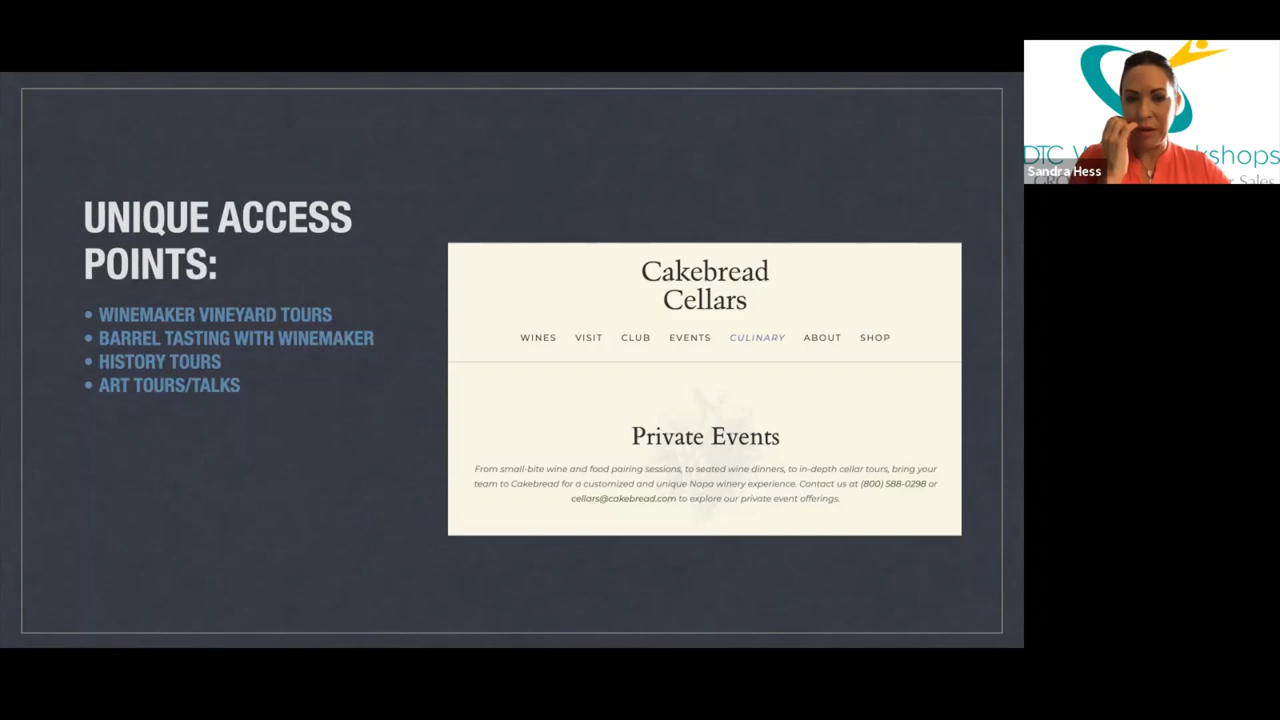 UNIQUE ACCESS
POINTS:
• WINEMAKER VINEYARD TOURS
• BARREL TASTING WITH WINEMAKER
• HISTORY TOURS
• ART TOURS/TALKS
Cakebread
Cellars
WINES VISIT CLUB EVENTS CULINARY ABOUT SHOP
Private Events
From small-bite wine and food pairing sessions, to seated wine dinners, to in-depth cellar tours, bring your
team to Cakebread for a customized and unique Napa winery experience. Contact us at (800) 588-0298 or
cellars@cakebread.com to explore our private event offerings.
DTC
Sandra Hess
Sales